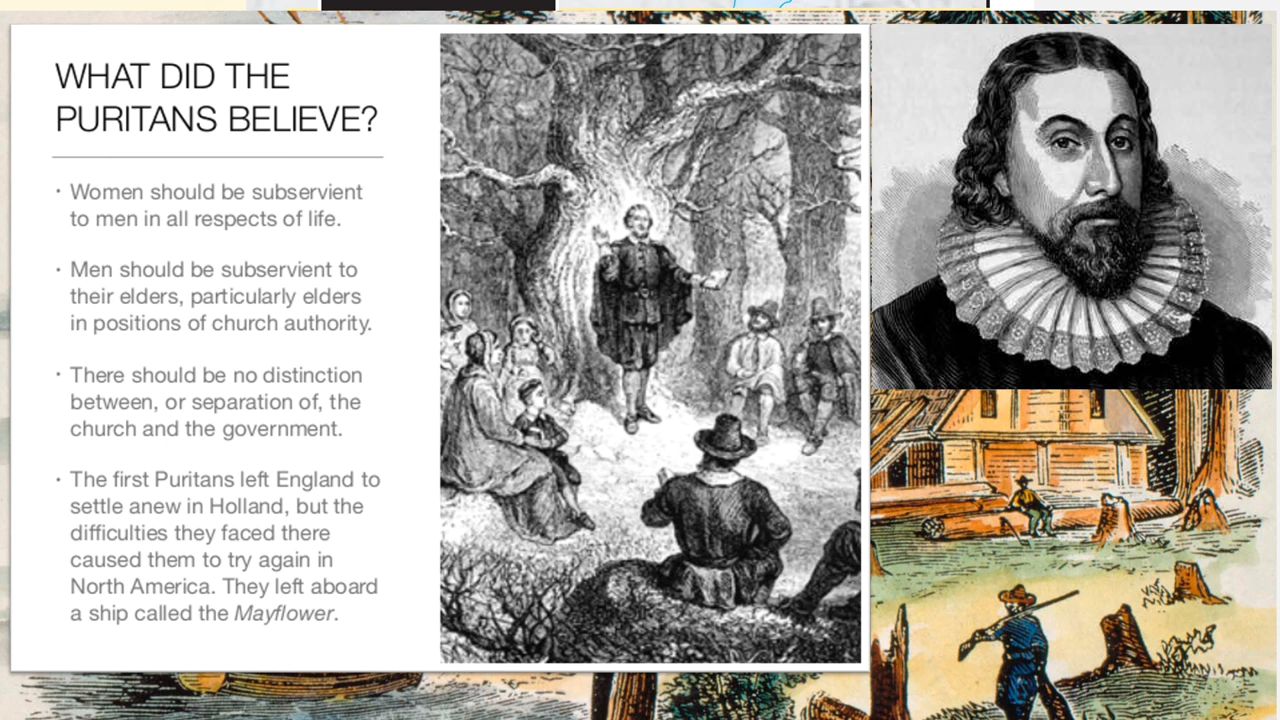 WHAT DID THE
PURITANS BELIEVE?
• Women should be subservient
to men in all respects of life.
• Men should be subservient to
their elders, particularly elders
in positions of church authority.
• There should be no distinction
between, or separation of, the
church and the government.
• The first Puritans left England to
settle anew in Holland, but the
difficulties they faced there
caused them to try again in
North America. They left aboard
a ship called the Mayflower.